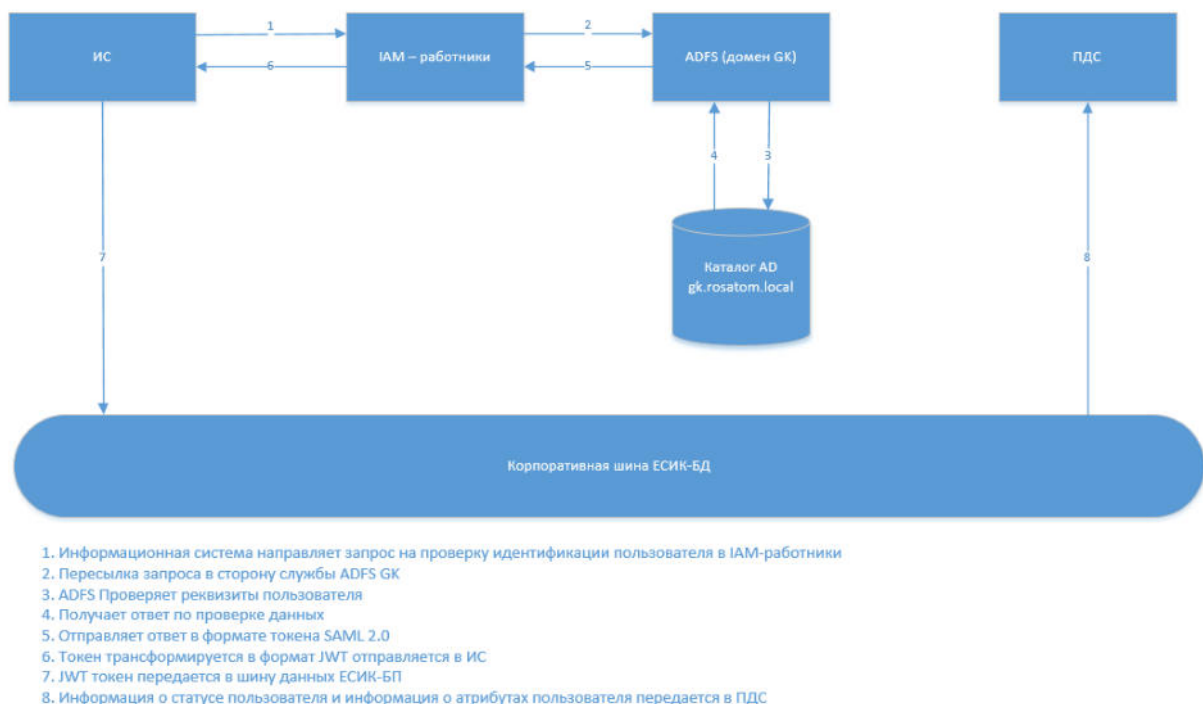 1
2
ИС
IAM – работники
ADFS (домен GK)
ПДС
6
5
4
3
Каталог AD
gk.rosatom.local
7
8
Корпоративная шина ЕСИК-БД
1. Информационная система направляет запрос на проверку идентификации пользователя в IAM-работники
2. Пересылка запроса в сторону службы ADFS GK
3. ADFS Проверяет реквизиты пользователя
4. Получает ответ по проверке данных
5. Отправляет ответ в формате токена SAML 2.0
6. Токен трансформируется в формат JWT отправляется в ИС
7. JWT токен передается в шину данных ЕСИК-БП
8. Информация о статусе пользователя и информация о атрибутах пользователя передается в ПДС